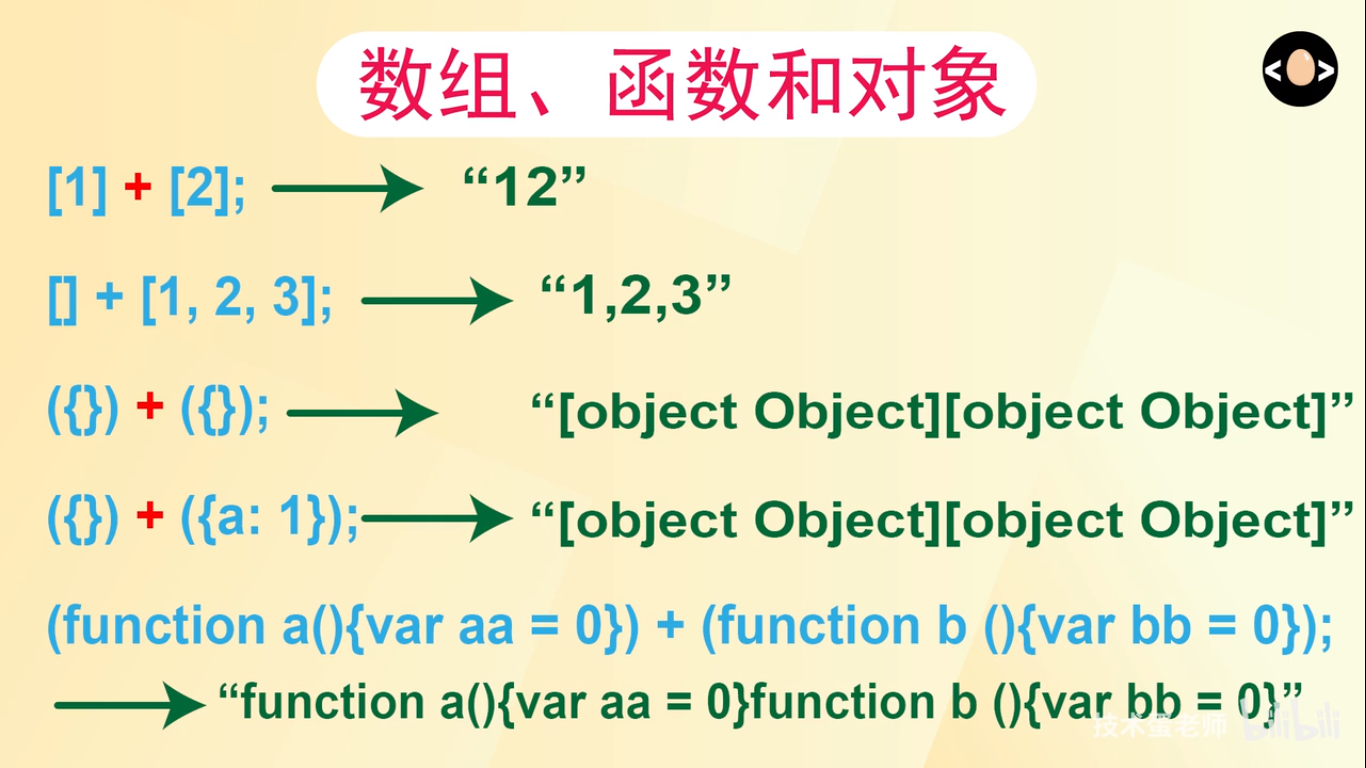 数组、函数和对象
[1] + [2]; “12”
[] + [1, 2, 3]; “1,2,3”
({}) + ({}); “[object Object][object Object]”
({}) + ({a: 1}); “[object Object][object Object]”
(function a(){var aa = 0}) + (function b (){var bb = 0});
“function a(){var aa = 0}function b (){var bb = 0}”
技术蛋老师 bilibili